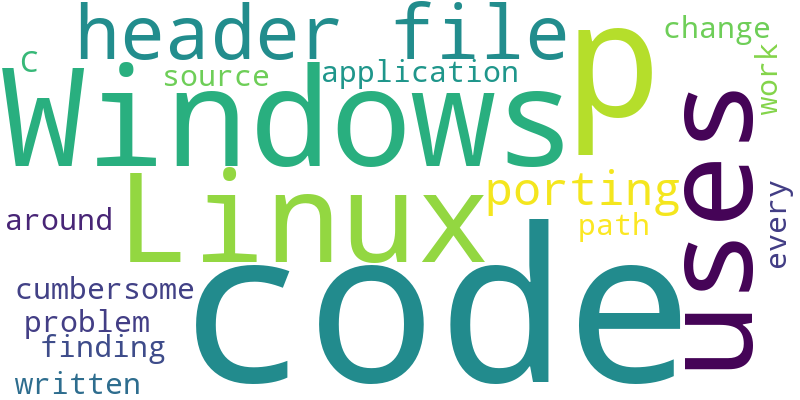 header file
p
change
C
source
application
work
Windows
uses
Linux
porting
around
path
every
code
cumbersome
problem
finding
written